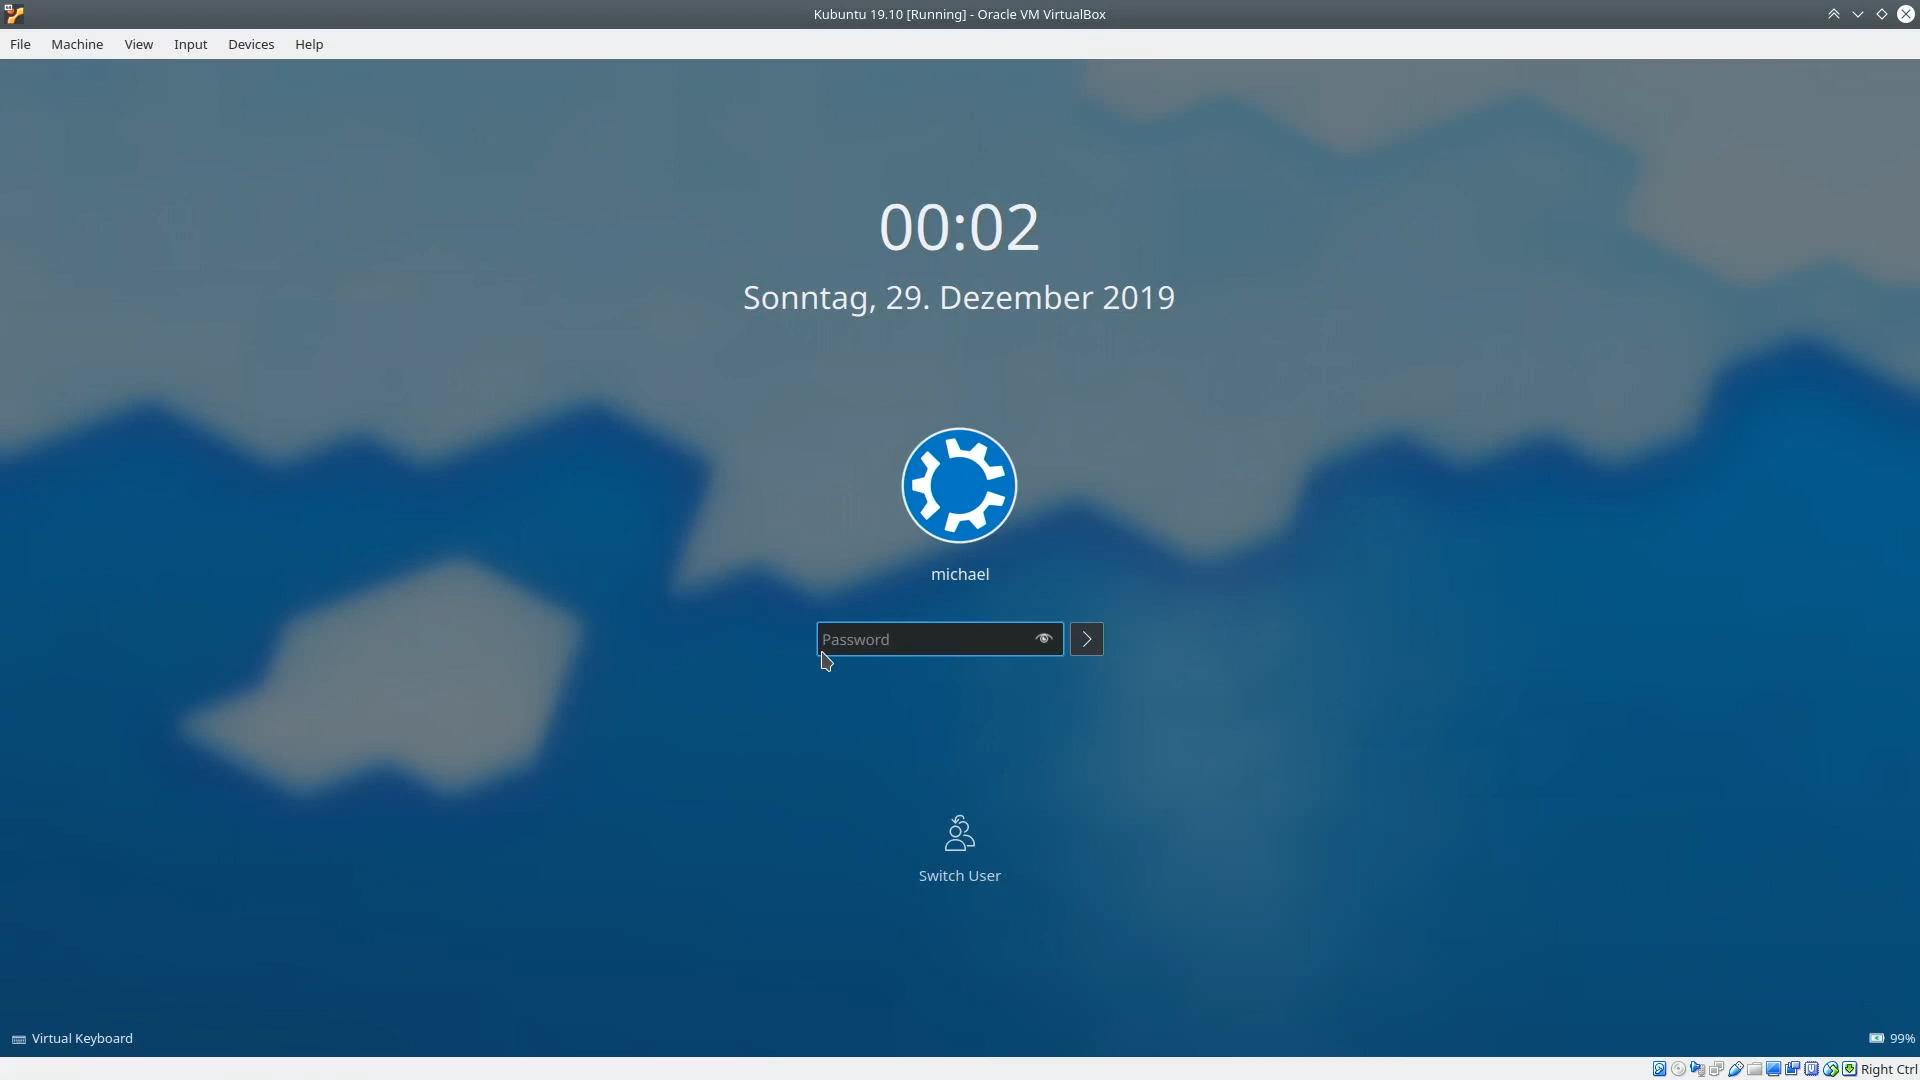 Kubuntu 19.10 [Running] - Oracle VM VirtualBox
File Machine View Input Devices Help
00:02
Sonntag, 29. Dezember 2019
michael
Password
Switch User
Virtual Keyboard
99%
Right Ctrl